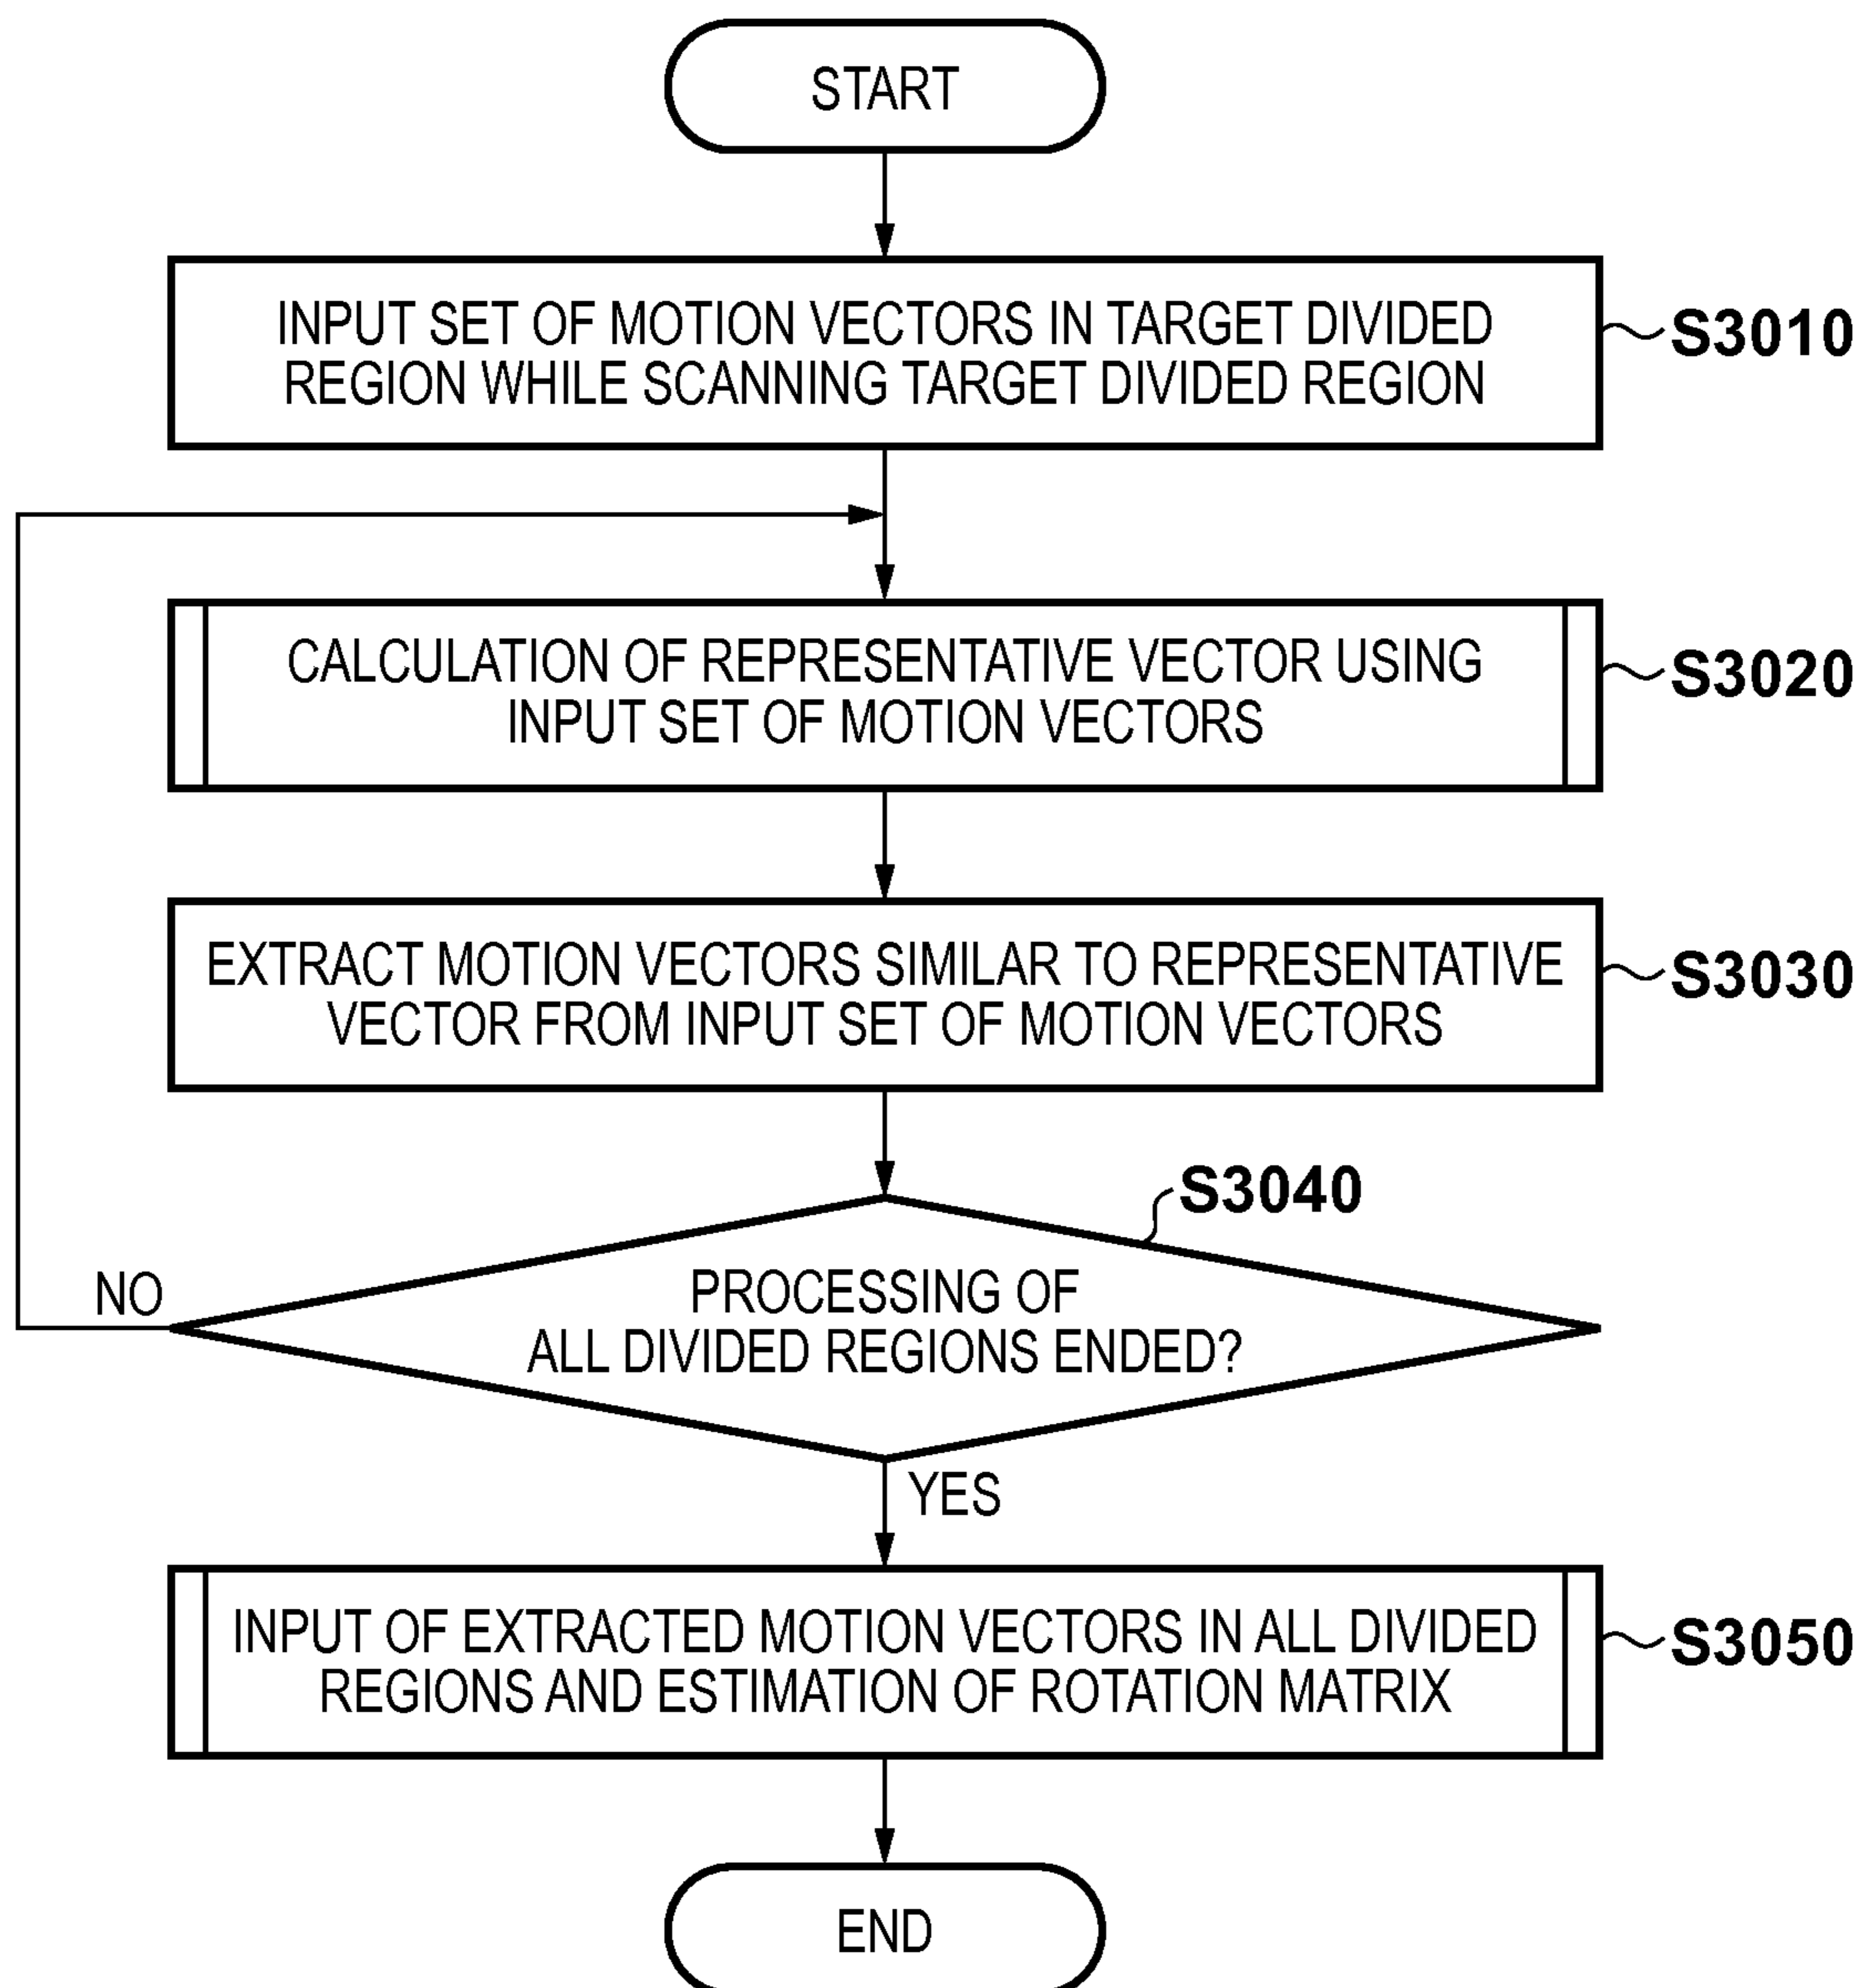 START
INPUT SET OF MOTION VECTORS IN TARGET DIVIDED
REGION WHILE SCANNING TARGET DIVIDED REGION
S3010
CALCULATION OF REPRESENTATIVE VECTOR USING
INPUT SET OF MOTION VECTORS
S3020
EXTRACT MOTION VECTORS SIMILAR TO REPRESENTATIVE
VECTOR FROM INPUT SET OF MOTION VECTORS
S3030
S3040
PROCESSING OF
ALL DIVIDED REGIONS ENDED?
NO
YES
INPUT OF EXTRACTED MOTION VECTORS IN ALL DIVIDED
REGIONS AND ESTIMATION OF ROTATION MATRIX
S3050
END